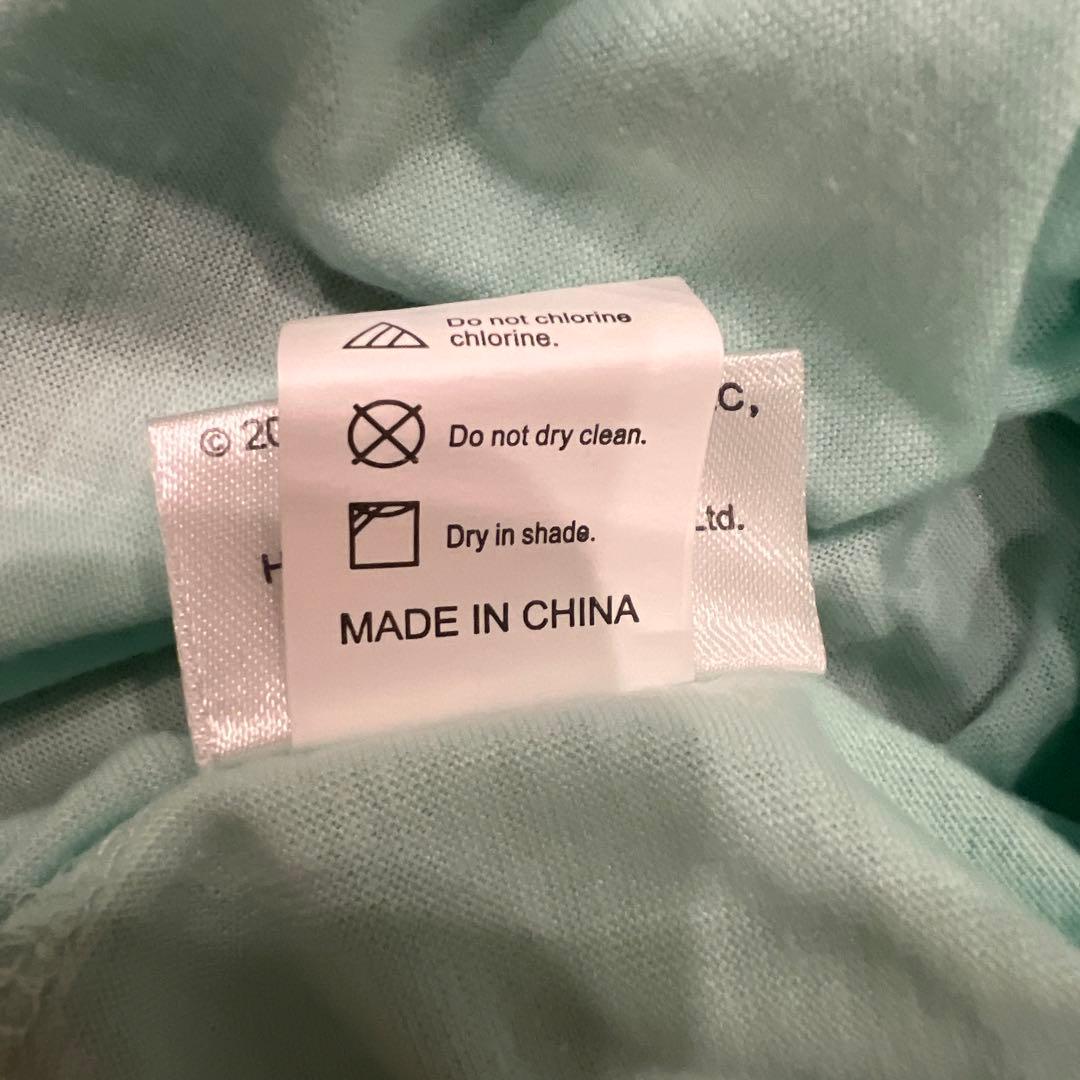 Do not chlorine
chlorine.
Do not dry clean.
Dry in shade.
MADE IN CHINA
© 20
C,
Ltd.
H